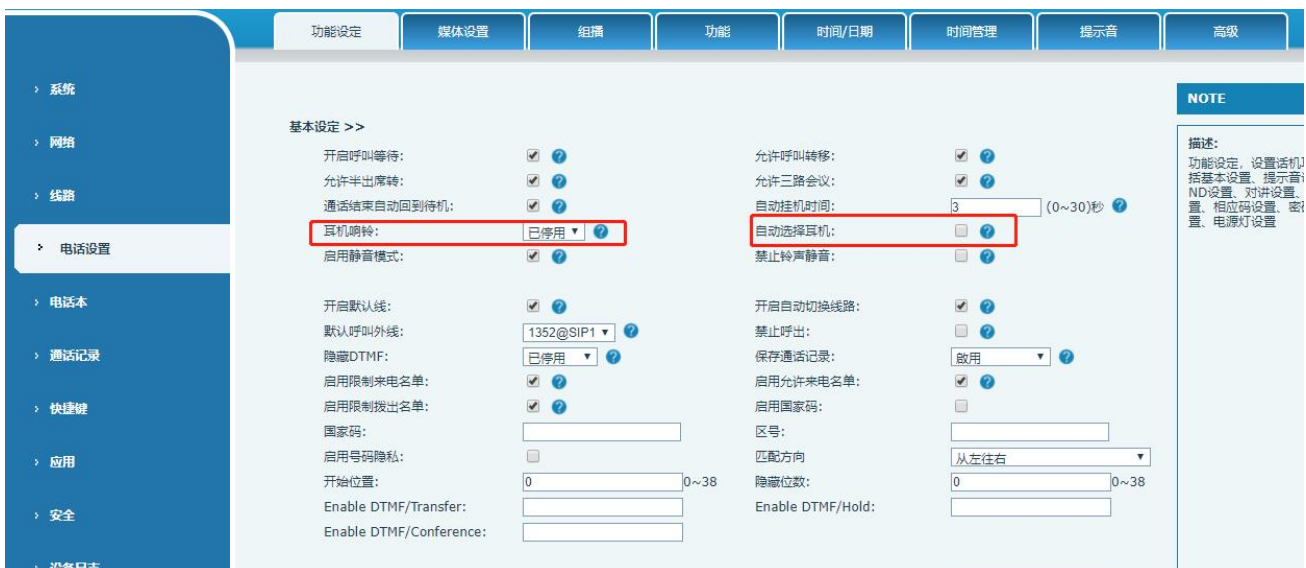 功能设定 媒体设置 组播 功能 时间/日期 时间管理 提示音 高级
系统
网络
线路
电话设置
电话本
通话记录
快捷键
应用
安全
设备日志
基本设定 >>
开启呼叫等待: 允许呼叫转移:
允许半出席转: 允许三路会议:
通话结束自动回到待机: 自动挂机时间: 3 (0~30)秒
耳机响铃: 已停用 自动选择耳机:
启用静音模式: 禁止铃声静音:
开启默认线: 开启自动切换线路:
默认呼叫外线: 1352@SIP1 禁止呼出:
隐藏DTMF: 已停用 保存通话记录: 啟用
启用限制来电名单: 启用允许来电名单:
启用限制拨出名单: 启用国家码:
国家码: 区号:
启用号码隐私: 匹配方向 从左往右
开始位置: 0 0~38 隐藏位数: 0 0~38
Enable DTMF/Transfer: Enable DTMF/Hold:
Enable DTMF/Conference:
NOTE
描述:
功能设定, 设置话机
括基本设置、提示音
ND设置、对讲设置、
置、相应码设置、密
置、电源灯设置